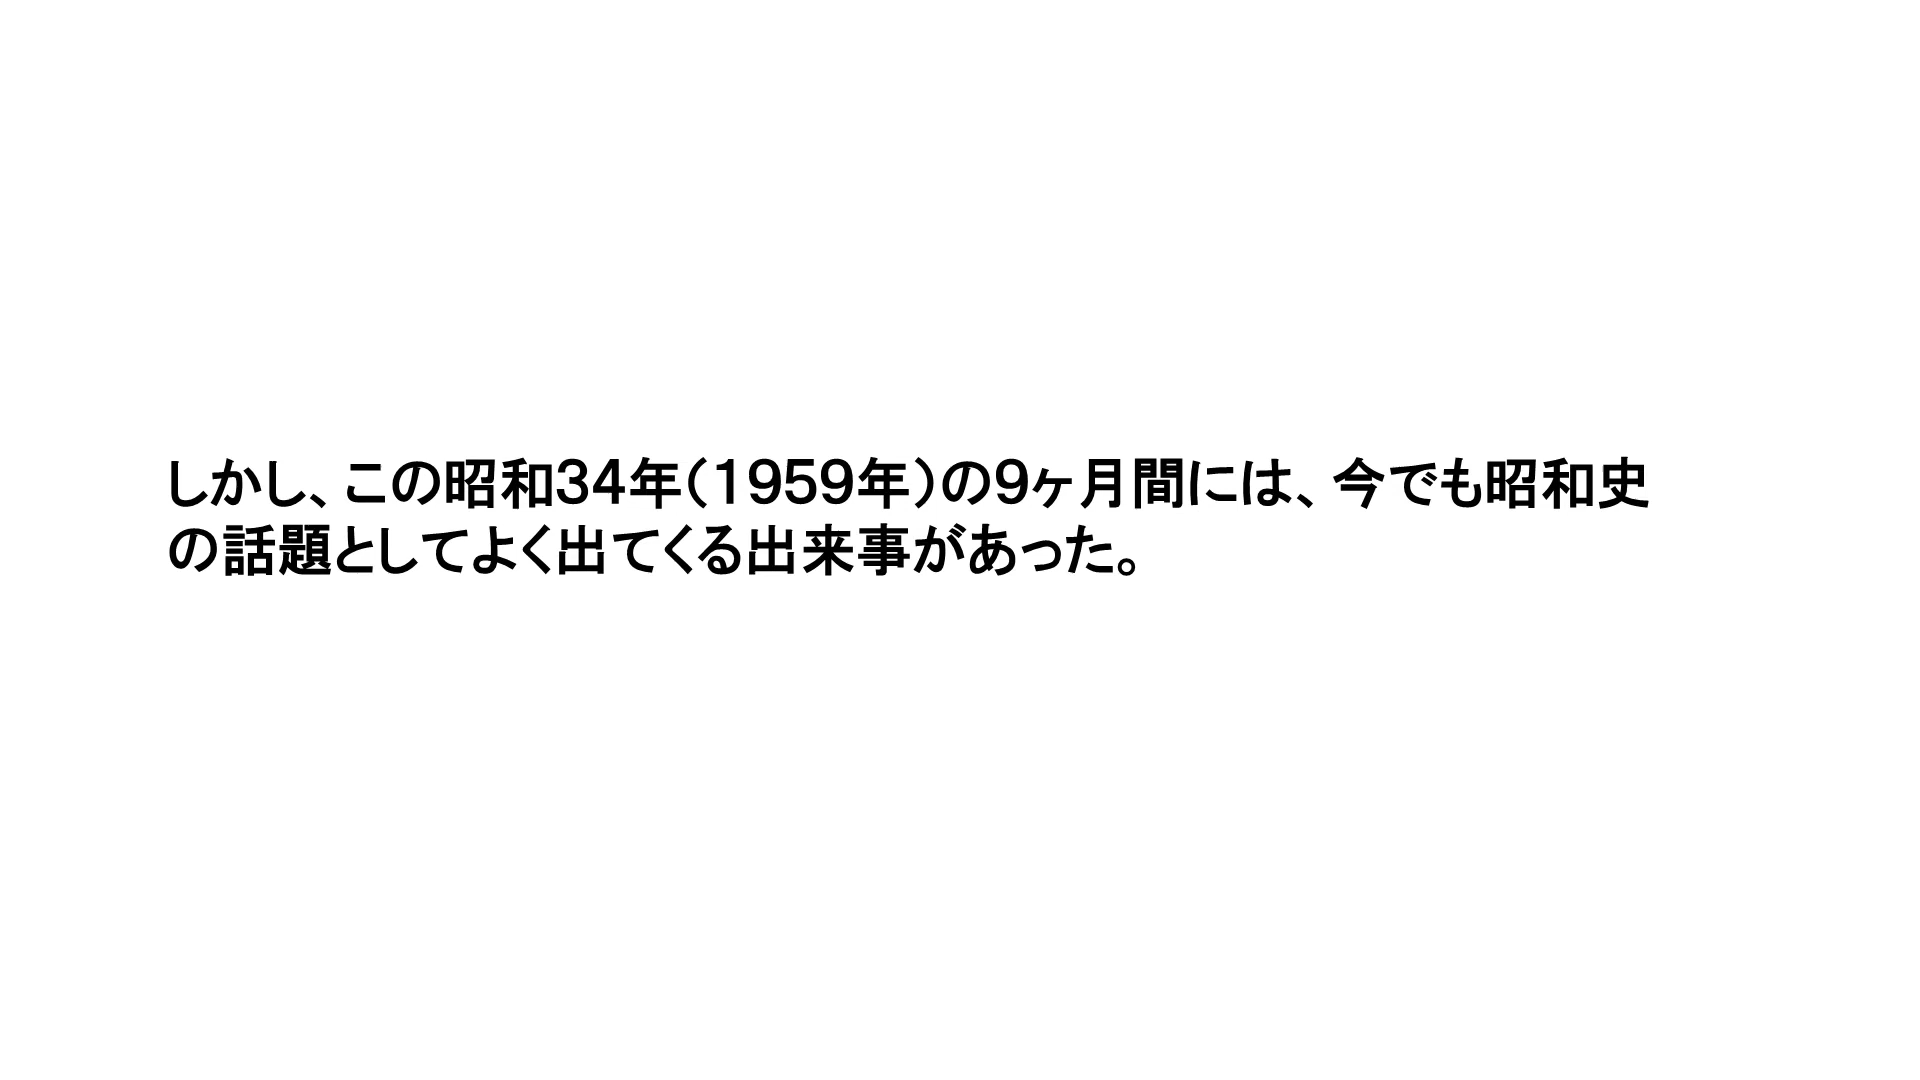 しかし、この昭和34年（1959年）の9ヶ月間には、今でも昭和史
の話題としてよく出てくる出来事があった。